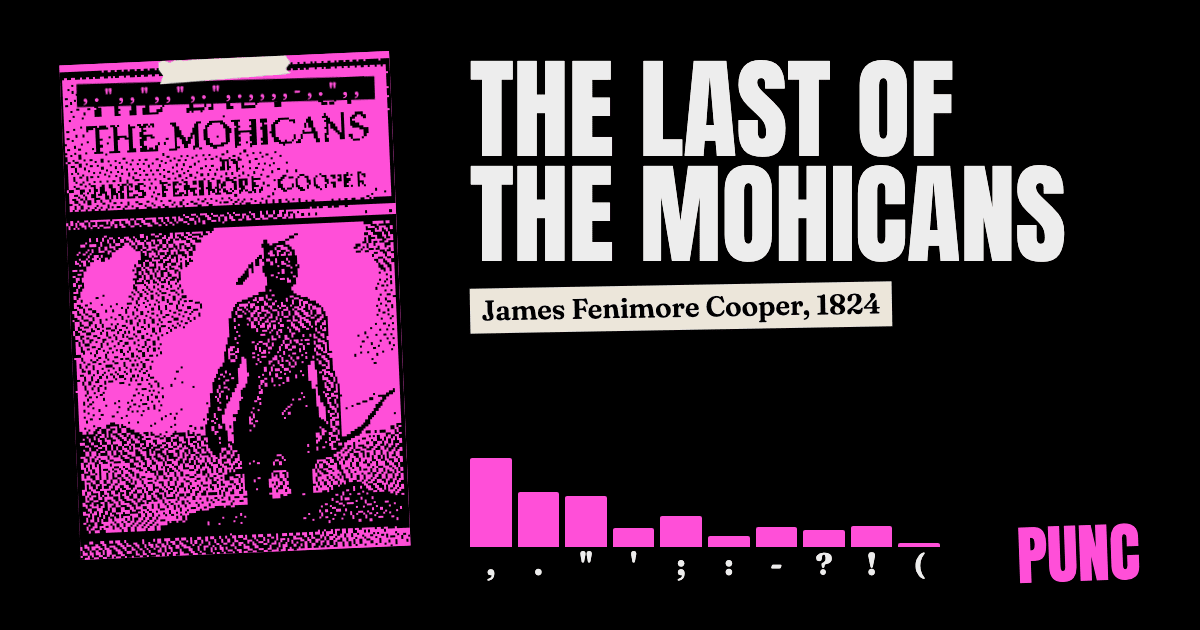 THE MOHICANS
BY
JAMES FENIMORE COOPER
THE LAST OF
THE MOHICANS
James Fenimore Cooper, 1824
, . " ' ; : - ? ! (
PUNC